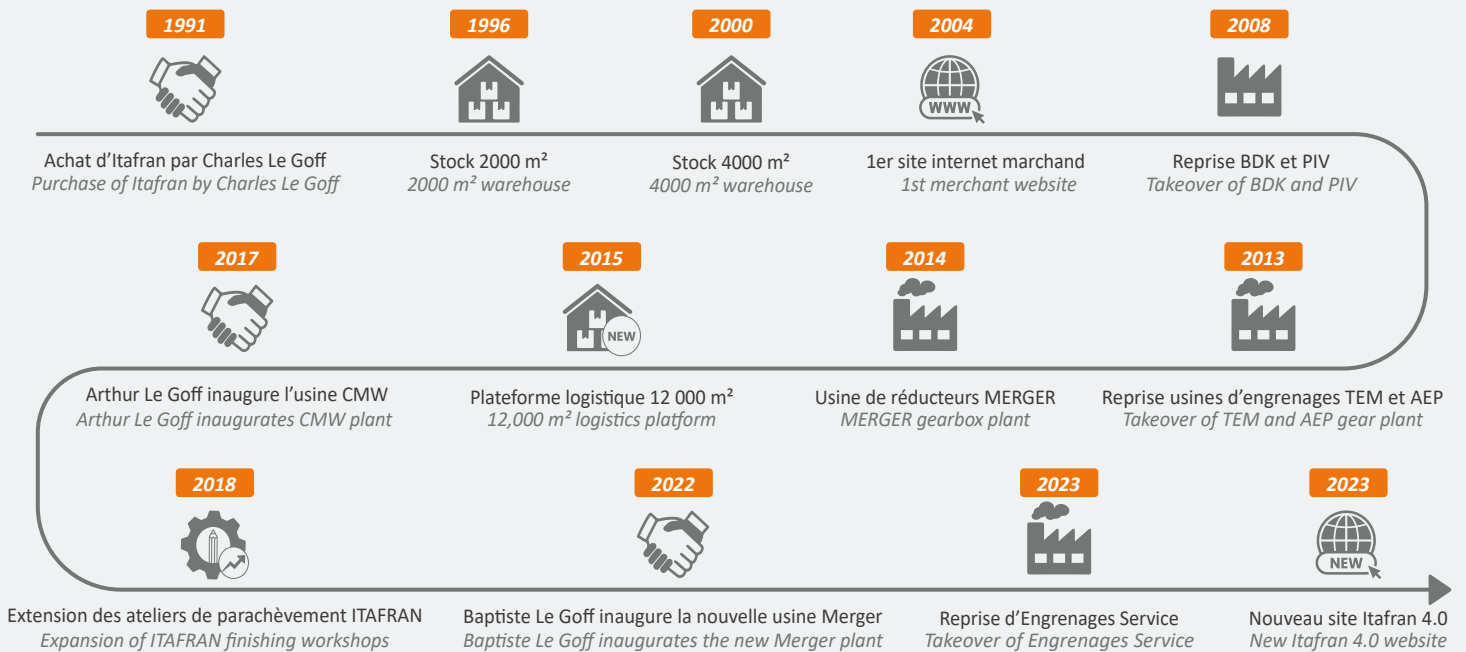 1991
1996
2000
2004
2008
WWW
Achat d’Itafran par Charles Le Goff
Purchase of Itafran by Charles Le Goff
Stock 2000 m²
2000 m² warehouse
Stock 4000 m²
4000 m² warehouse
1er site internet marchand
1st merchant website
Reprise BDK et PIV
Takeover of BDK and PIV
2013
2014
2015
2017
NEW
Reprise usines d’engrenages TEM et AEP
Takeover of TEM and AEP gear plant
Usine de réducteurs MERGER
MERGER gearbox plant
Plateforme logistique 12 000 m²
12,000 m² logistics platform
Arthur Le Goff inaugure l’usine CMW
Arthur Le Goff inaugurates CMW plant
2018
2022
2023
2023
NEW
Extension des ateliers de parachèvement ITAFRAN
Expansion of ITAFRAN finishing workshops
Baptiste Le Goff inaugure la nouvelle usine Merger
Baptiste Le Goff inaugurates the new Merger plant
Reprise d’Engrenages Service
Takeover of Engrenages Service
Nouveau site Itafran 4.0
New Itafran 4.0 website